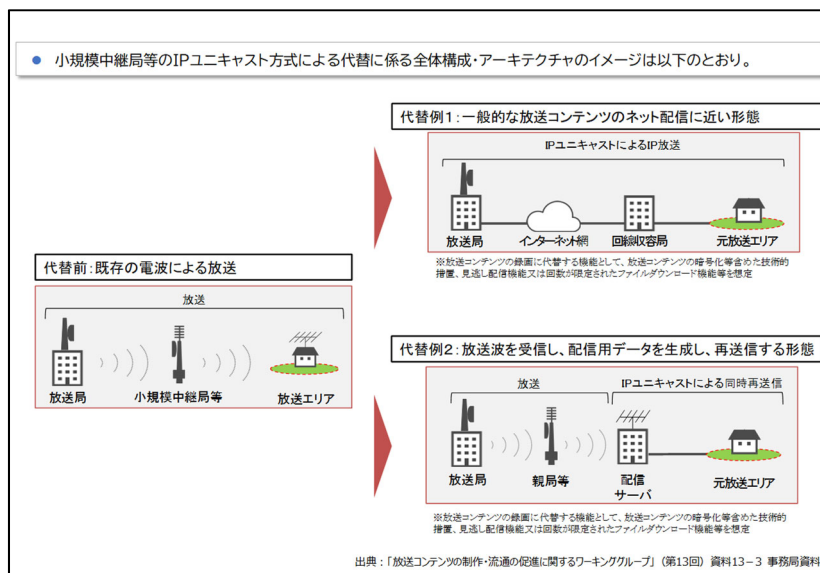 ● 小規模中継局等のIPユニキャスト方式による代替に係る全体構成・アーキテクチャのイメージは以下のとおり。
代替前：既存の電波による放送
放送
放送局
小規模中継局等
放送エリア
代替例1：一般的な放送コンテンツのネット配信に近い形態
IPユニキャストによるIP放送
放送局
インターネット網
回線収容局
元放送エリア
※放送コンテンツの録画に代替する機能として、放送コンテンツの暗号化等含めた技術的
措置、見逃し配信機能又は回数が限定されたファイルダウンロード機能等を想定
代替例2：放送波を受信し、配信用データを生成し、再送信する形態
放送
IPユニキャストによる同時再送信
放送局
親局等
配信
サーバ
元放送エリア
※放送コンテンツの録画に代替する機能として、放送コンテンツの暗号化等含めた技術的
措置、見逃し配信機能又は回数が限定されたファイルダウンロード機能等を想定
出典：「放送コンテンツの制作・流通の促進に関するワーキンググループ」（第13回）資料13－3 事務局資料